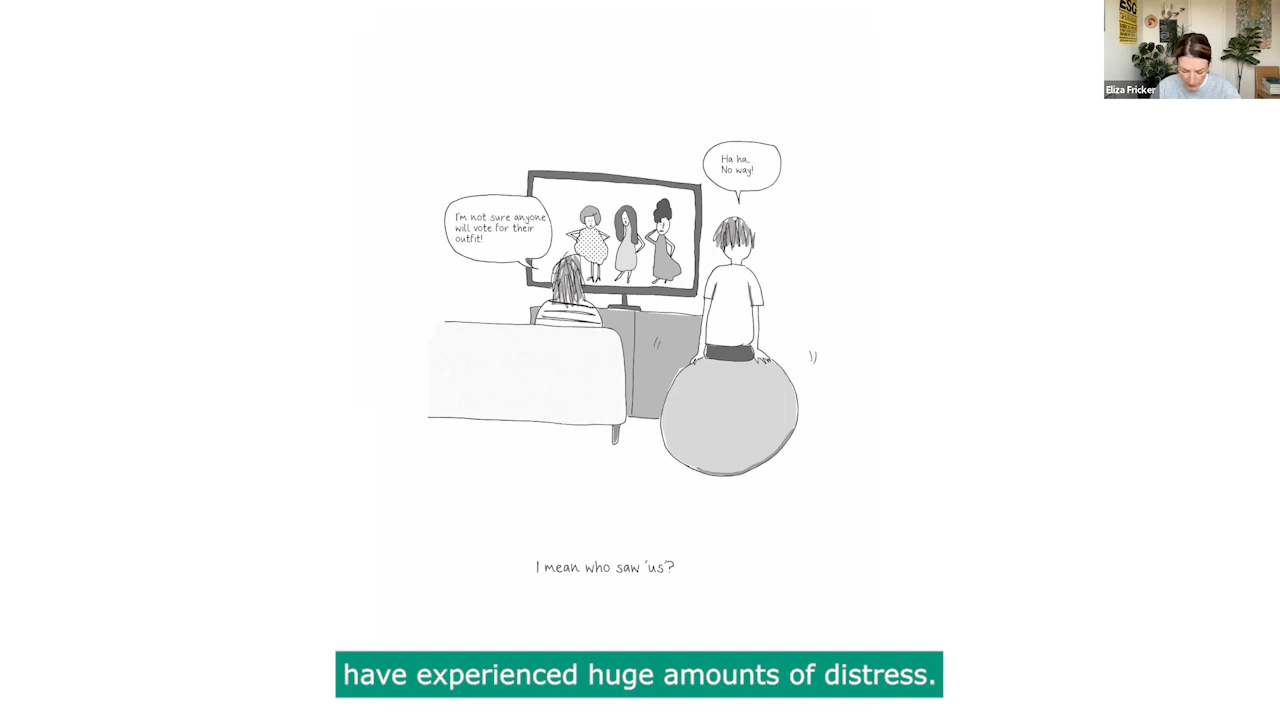 ESG
Eliza Fricker
Ha ha
No way!
I'm not sure anyone
will vote for their
outfit!
I mean who saw 'us'?
have experienced huge amounts of distress.